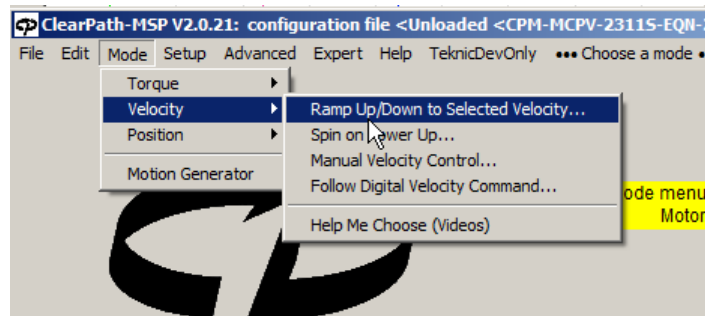 ClearPath-MSP V2.0.21: configuration file <Unloaded <CPM-MCPV-2311S-EQN-
File Edit Mode Setup Advanced Expert Help TeknicDevOnly ••• Choose a mode •
Torque
Velocity
Position
Motion Generator
Ramp Up/Down to Selected Velocity...
Spin on Power Up...
Manual Velocity Control...
Follow Digital Velocity Command...
Help Me Choose (Videos)
ode menu
Motor